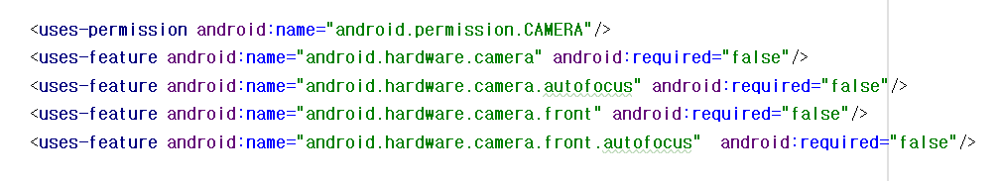 <uses-permission android:name="android.permission.CAMERA"/>
<uses-feature android:name="android.hardware.camera" android:required="false"/>
<uses-feature android:name="android.hardware.camera.autofocus" android:required="false"/>
<uses-feature android:name="android.hardware.camera.front" android:required="false"/>
<uses-feature android:name="android.hardware.camera.front.autofocus"  android:required="false"/>